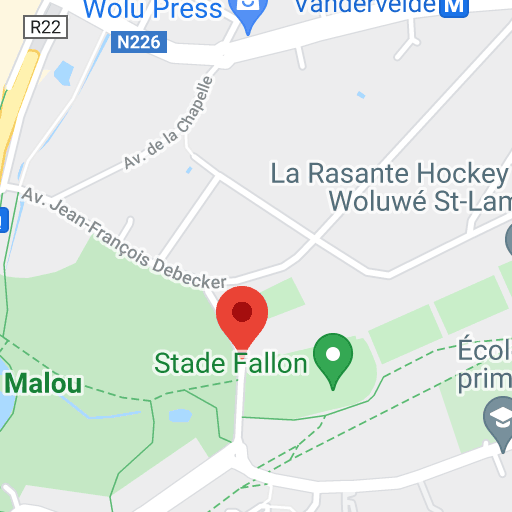 Wolu Press
Vandervelde M
R22
N226
Av. de la Chapelle
La Rasante Hockey
Woluwé St-Lam
Av. Jean-François Debecker
Stade Fallon
Malou
Écol
prim